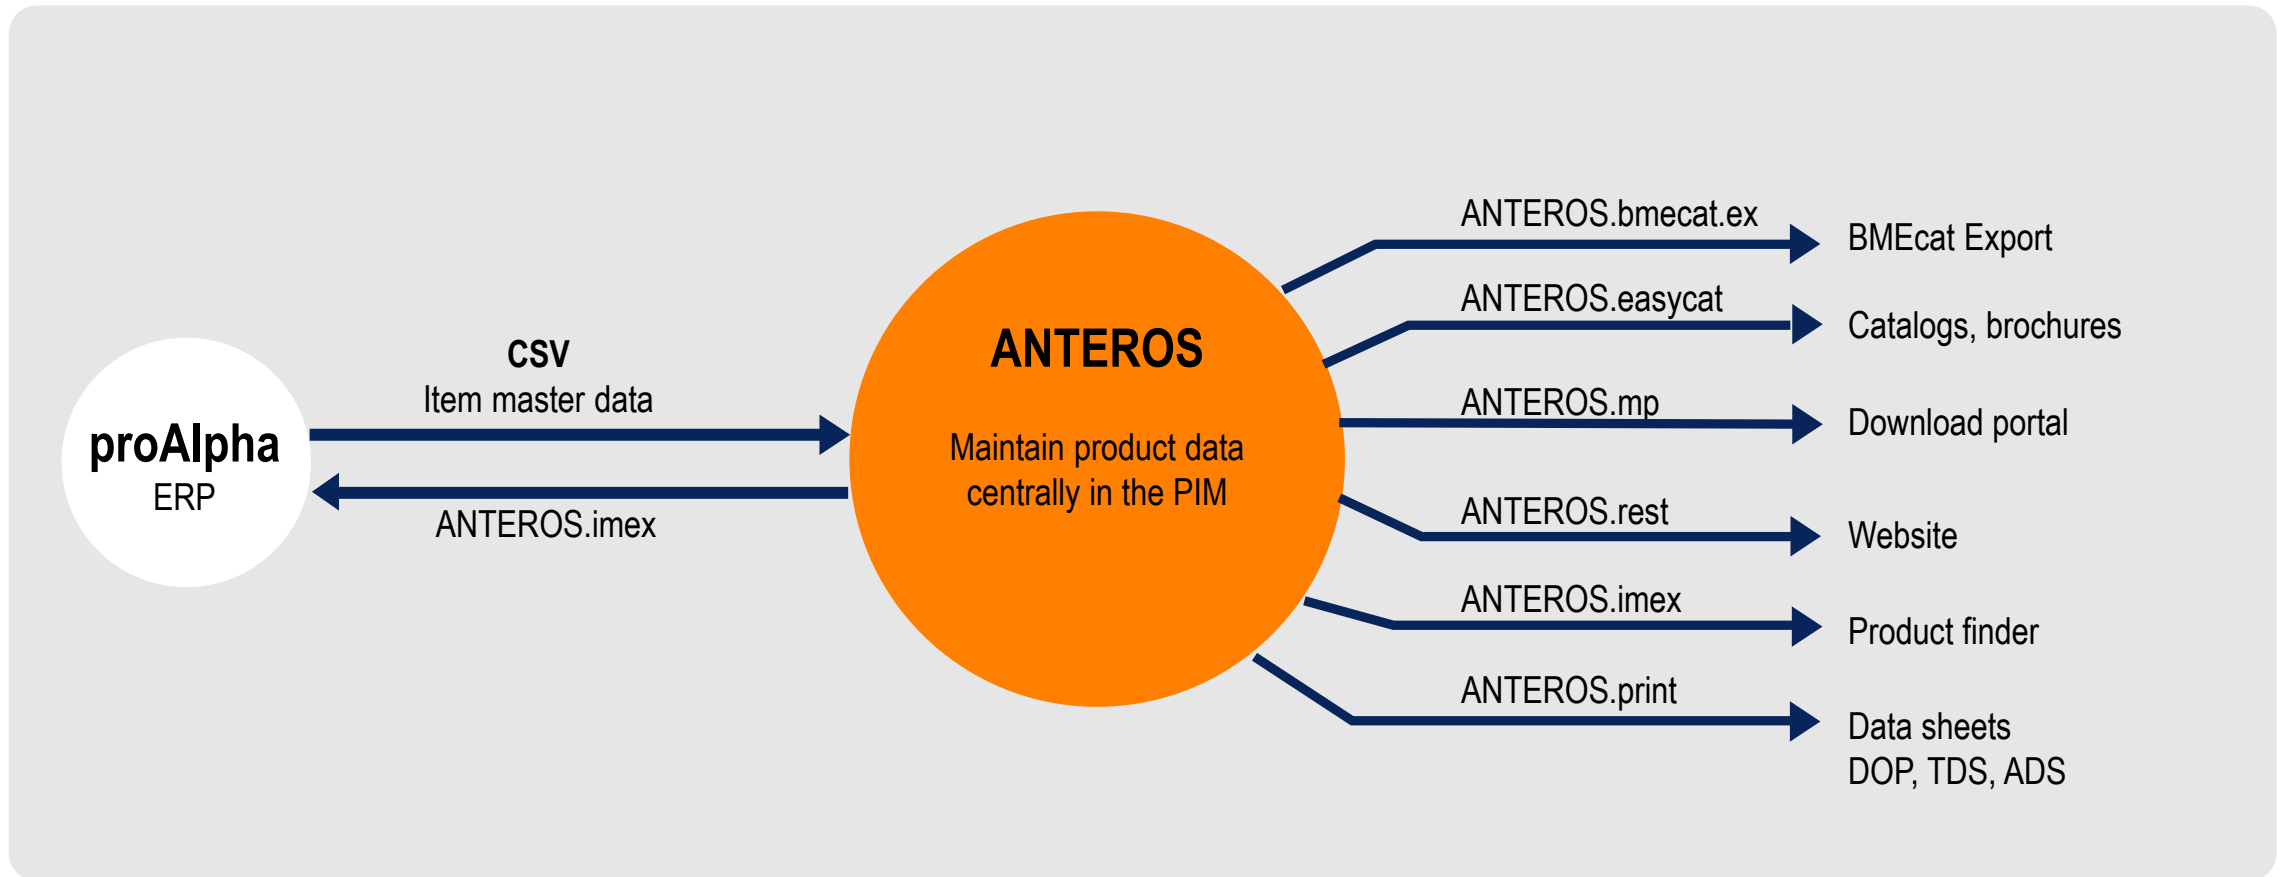 proAlpha
ERP
CSV
Item master data
ANTEROS.imex
ANTEROS
Maintain product data
centrally in the PIM
ANTEROS.bmecat.ex
BMEcat Export
ANTEROS.easycat
Catalogs, brochures
ANTEROS.mp
Download portal
ANTEROS.rest
Website
ANTEROS.imex
Product finder
ANTEROS.print
Data sheets
DOP, TDS, ADS